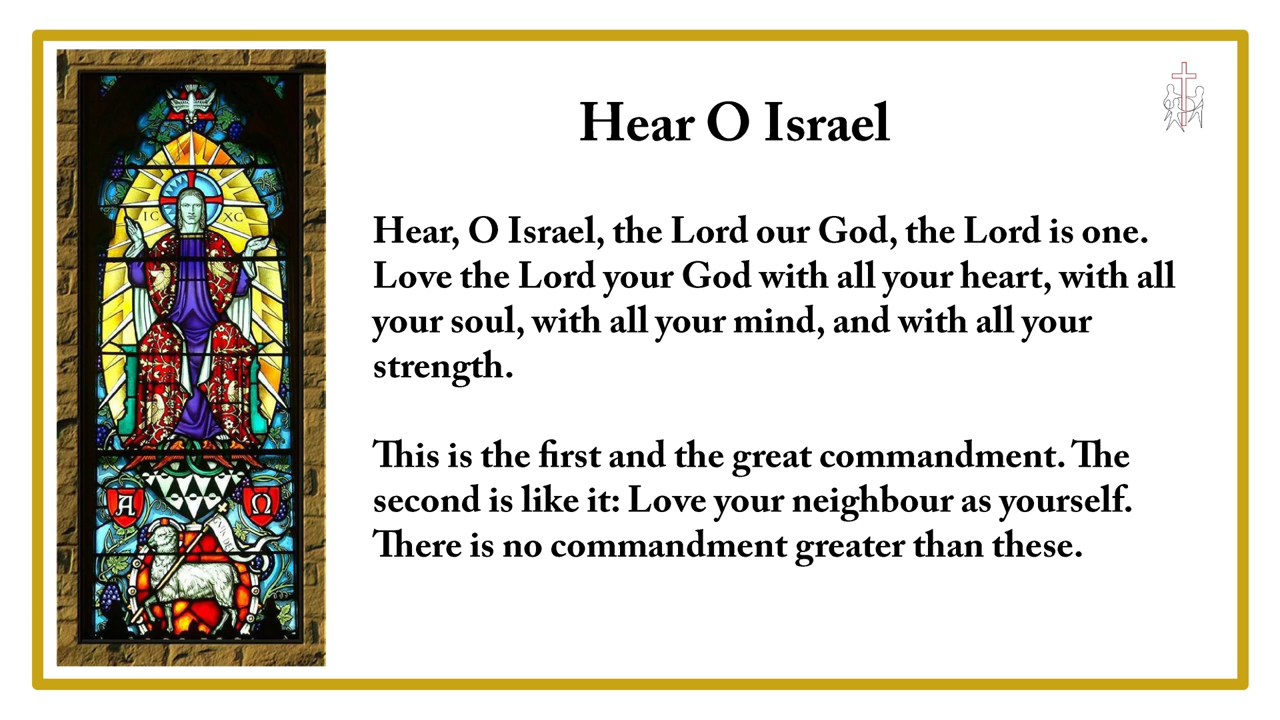 Hear O Israel
IC XC
Hear, O Israel, the Lord our God, the Lord is one.
Love the Lord your God with all your heart, with all
your soul, with all your mind, and with all your
strength.
This is the first and the great commandment. The
second is like it: Love your neighbour as yourself.
There is no commandment greater than these.
Α Ω